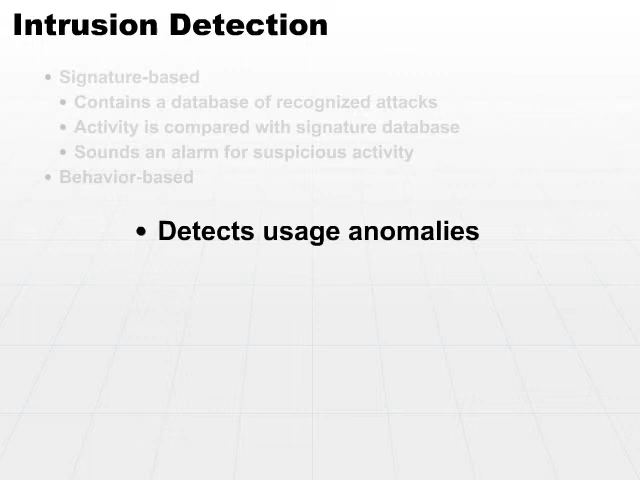 Intrusion Detection
• Signature-based
• Contains a database of recognized attacks
• Activity is compared with signature database
• Sounds an alarm for suspicious activity
• Behavior-based
• Detects usage anomalies